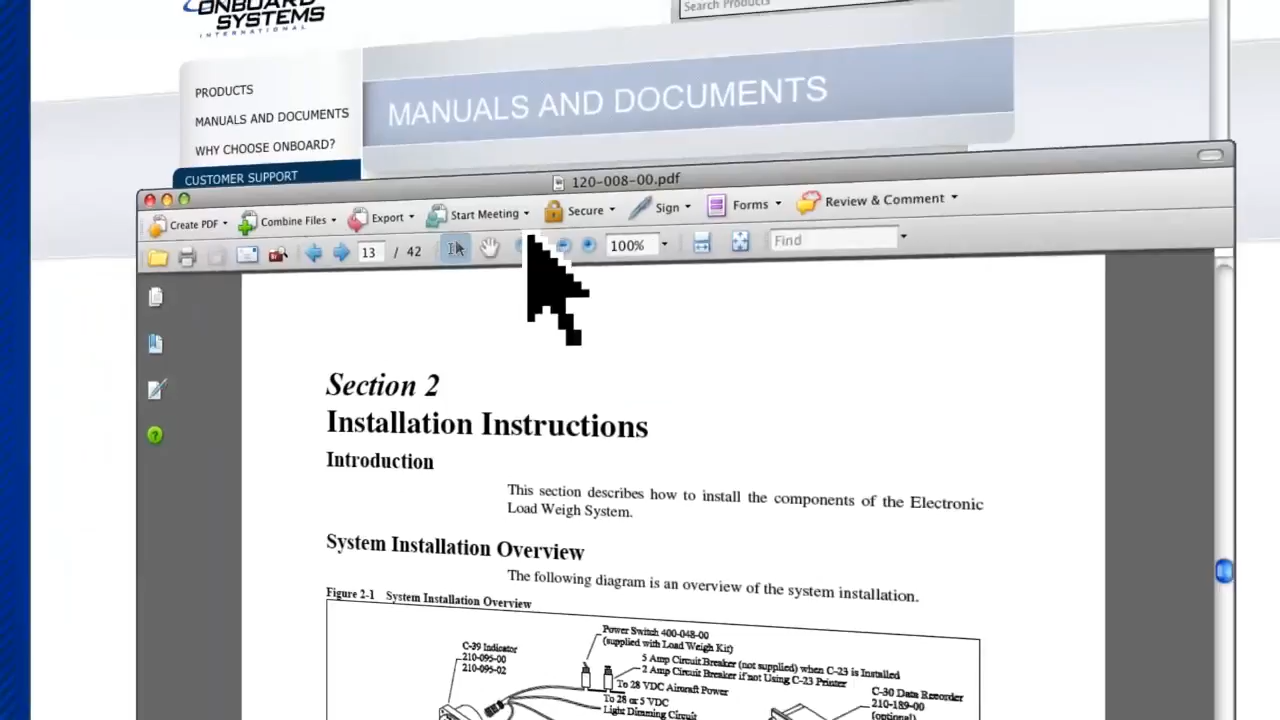 ONBOARD
SYSTEMS
INTERNATIONAL
Search Products
PRODUCTS
MANUALS AND DOCUMENTS
MANUALS AND DOCUMENTS
WHY CHOOSE ONBOARD?
CUSTOMER SUPPORT
120-008-00.pdf
Create PDF Combine Files Export Start Meeting Secure Sign Forms Review & Comment
13 / 42 100% Find
Section 2
Installation Instructions
Introduction
This section describes how to install the components of the Electronic
Load Weigh System.
System Installation Overview
The following diagram is an overview of the system installation.
Figure 2-1 System Installation Overview
Power Switch 400-048-00
(supplied with Load Weigh Kit)
C-39 Indicator
210-095-00
210-095-02
5 Amp Circuit Breaker (not supplied) when C-23 is Installed
2 Amp Circuit Breaker if not Using C-23 Printer
To 28 VDC Aircraft Power
To 28 or 5 VDC
Light Dimming Circuit
C-30 Data Recorder
210-189-00
(optional)